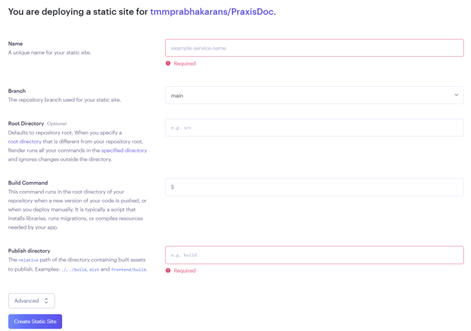 You are deploying a static site for tmmprabhakarans/PraxisDoc.
Name
A unique name for your static site.
example-service-name
Required
Branch
The repository branch used for your static site.
main
Root Directory Optional
Defaults to repository root. When you specify a
root directory that is different from your repository root,
Render runs all your commands in the specified directory
and ignores changes outside the directory.
e.g. src
Build Command
This command runs in the root directory of your
repository when a new version of your code is pushed, or
when you deploy manually. It is typically a script that
installs libraries, runs migrations, or compiles resources
needed by your app.
$
Publish directory
The relative path of the directory containing built assets
to publish. Examples: ./, ./build, dist and frontend/build.
e.g. build
Required
Advanced
Create Static Site